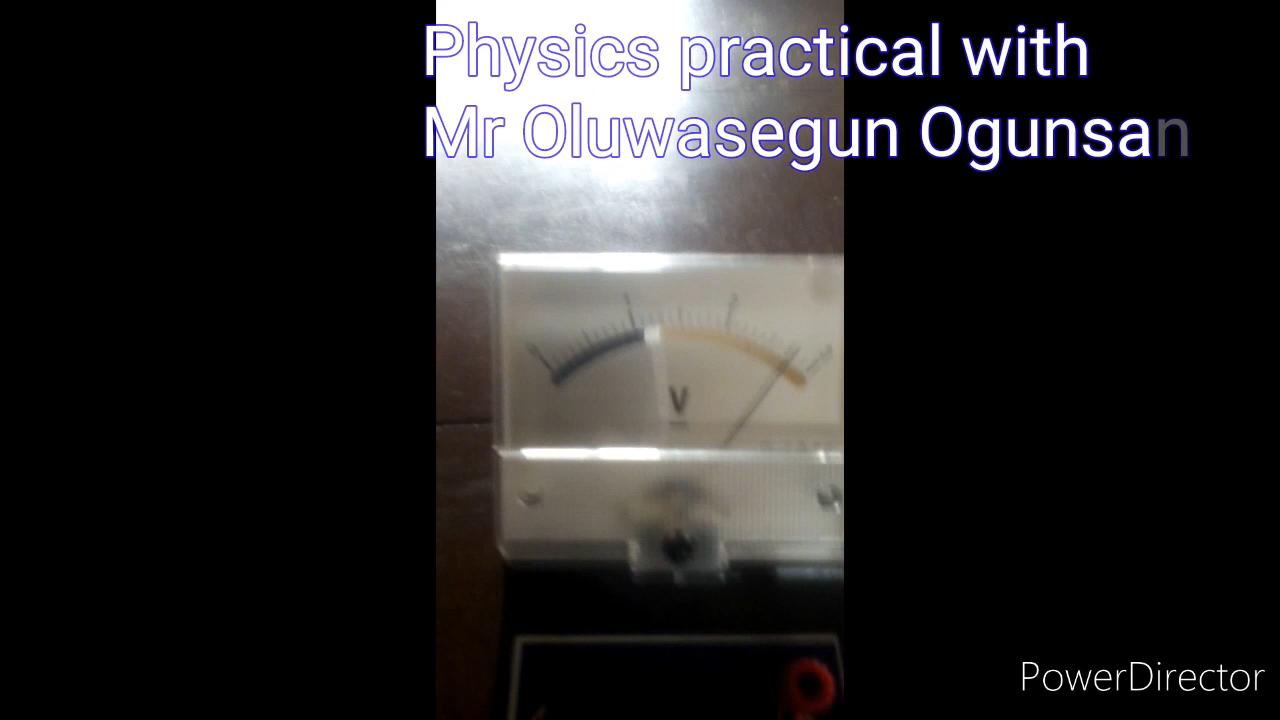 Physics practical with
Mr Oluwasegun Ogunsan
V
PowerDirector